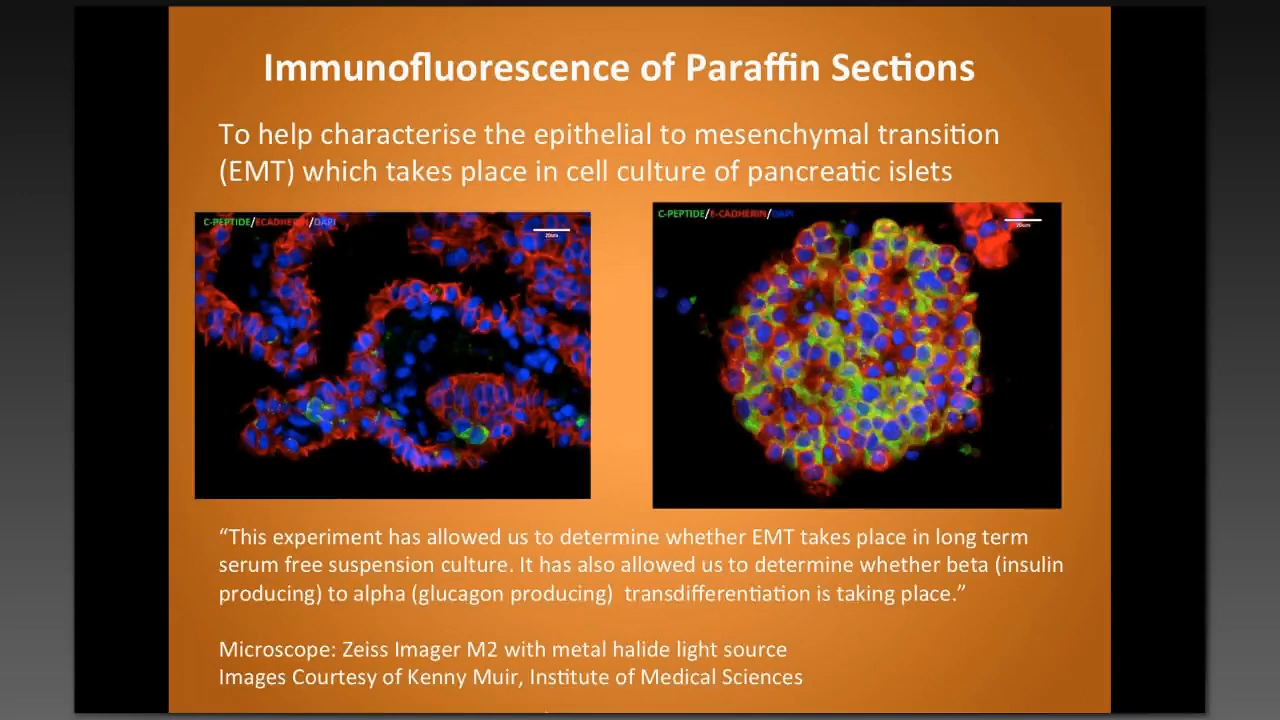 Immunofluorescence of Paraffin Sections
To help characterise the epithelial to mesenchymal transition
(EMT) which takes place in cell culture of pancreatic islets
C-PEPTIDE/ECADHERIN/DAPI
20um
C-PEPTIDE/E-CADHERIN/DAPI
20um
“This experiment has allowed us to determine whether EMT takes place in long term
serum free suspension culture. It has also allowed us to determine whether beta (insulin
producing) to alpha (glucagon producing)  transdifferentiation is taking place.”
Microscope: Zeiss Imager M2 with metal halide light source
Images Courtesy of Kenny Muir, Institute of Medical Sciences